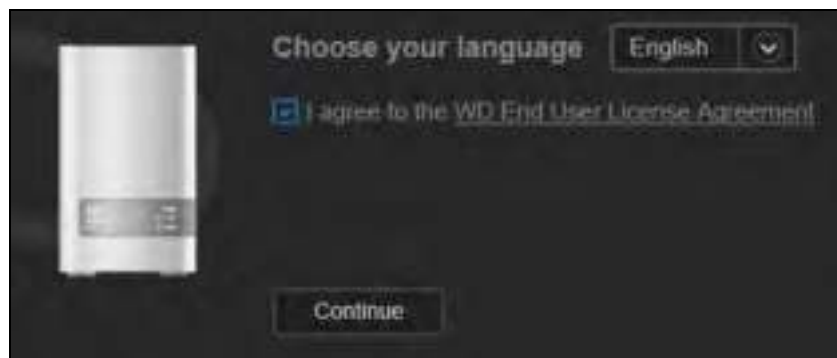 Choose your language English
I agree to the WD End User License Agreement
Continue